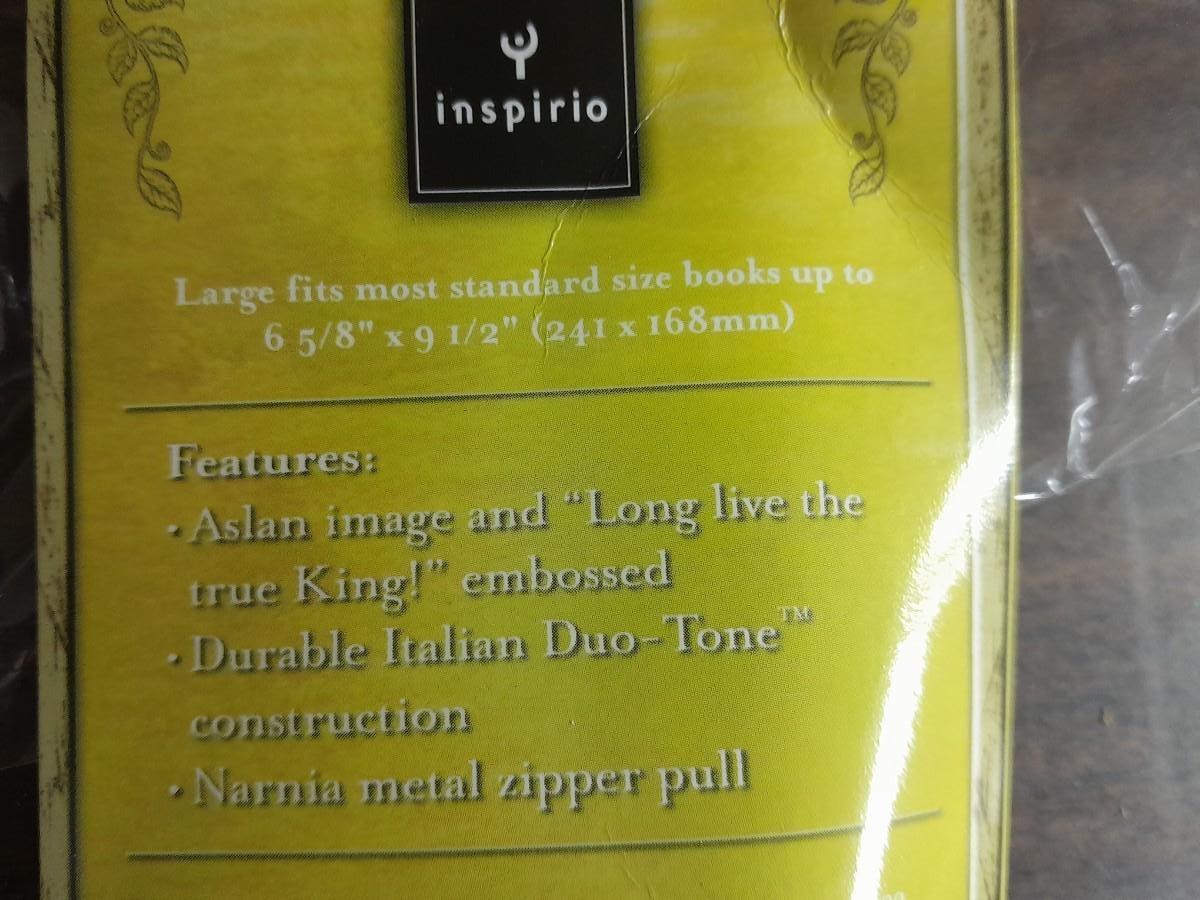 inspirio
Large fits most standard size books up to
6 5/8" x 9 1/2" (241 x 168mm)
Features:
· Aslan image and “Long live the
true King!” embossed
· Durable Italian Duo-Tone™
construction
· Narnia metal zipper pull